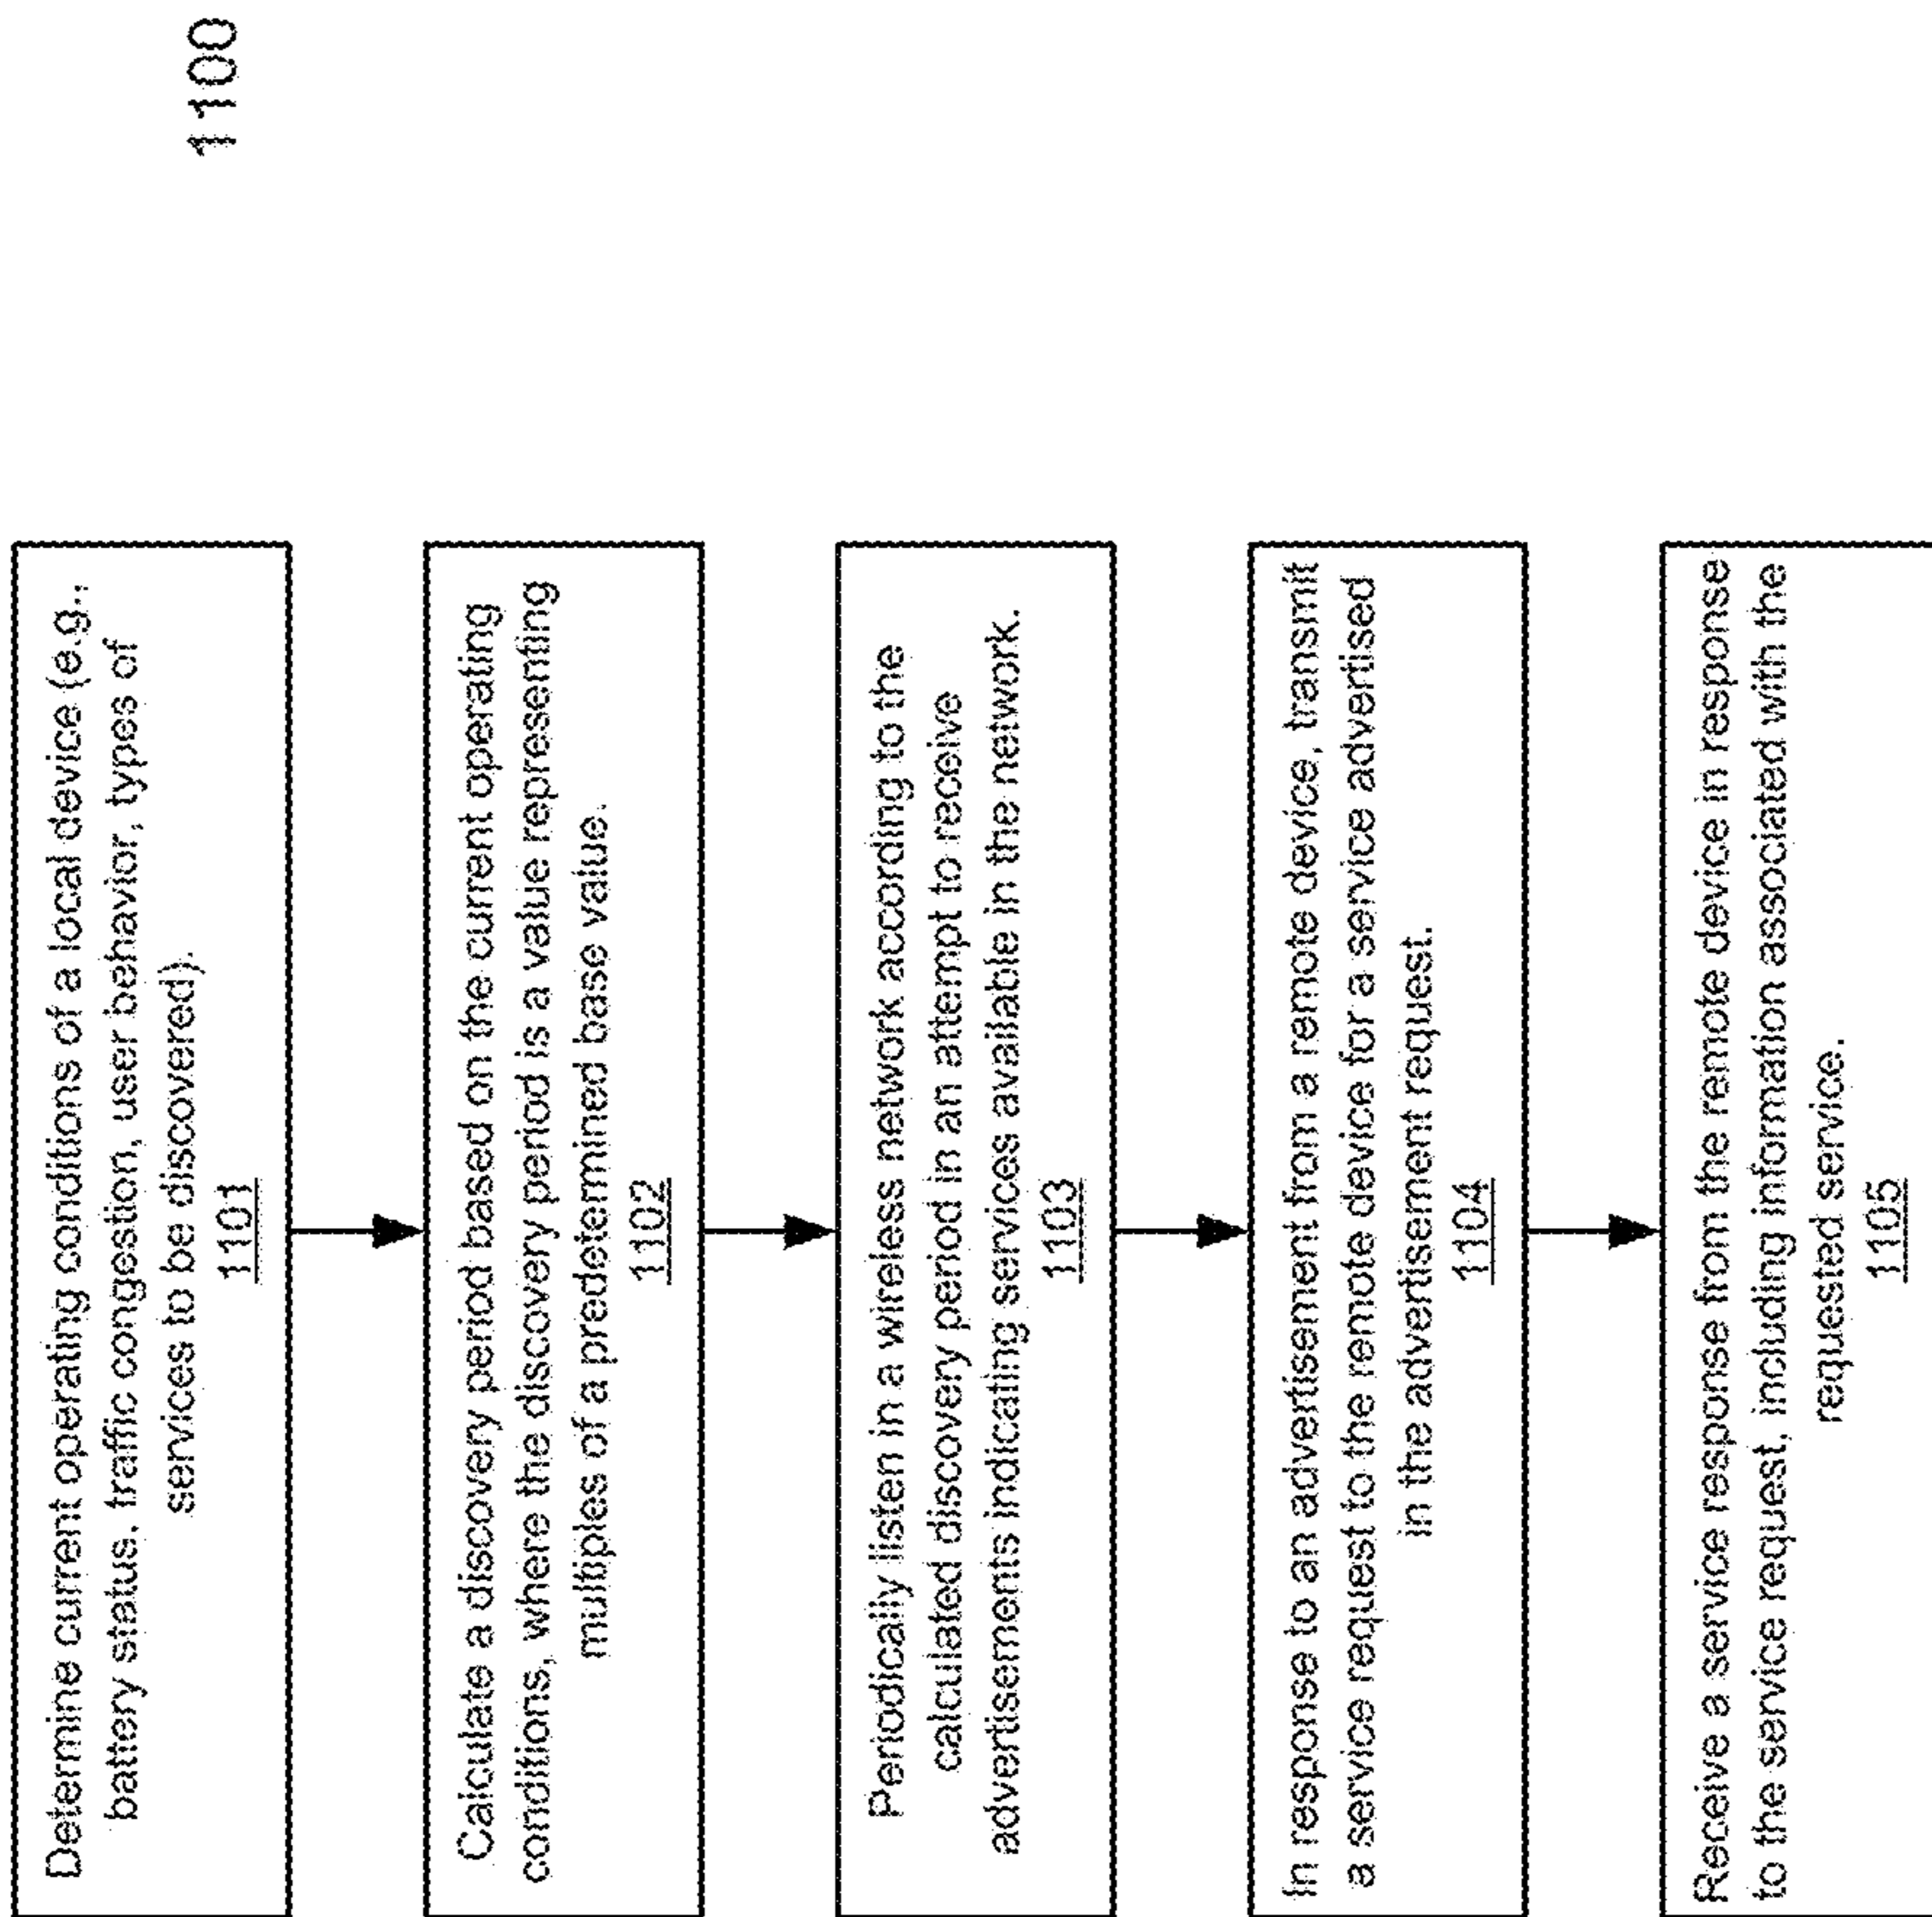 1100
Determine current operating conditions of a local device (e.g.,
battery status, traffic congestion, user behavior, types of
services to be discovered).
1101
Calculate a discovery period based on the current operating
conditions, where the discovery period is a value representing
multiples of a predetermined base value.
1102
Periodically listen in a wireless network according to the
calculated discovery period in an attempt to receive
advertisements indicating services available in the network.
1103
In response to an advertisement from a remote device, transmit
a service request to the remote device for a service advertised
in the advertisement request.
1104
Receive a service response from the remote device in response
to the service request, including information associated with the
requested service.
1105